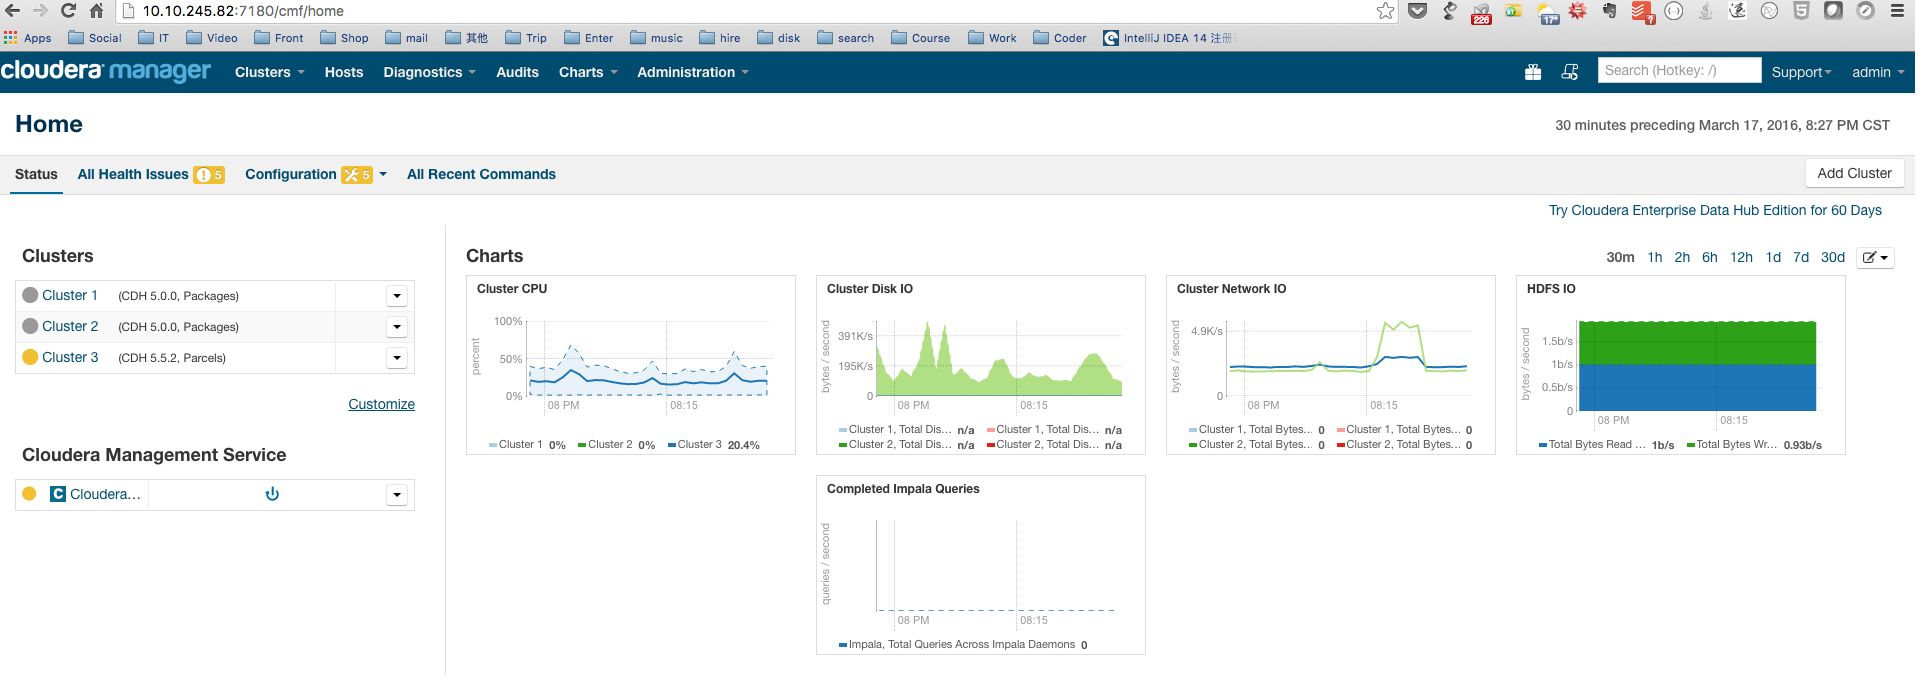 10.10.245.82:7180/cmf/home
226
17°
Apps Social IT Video Front Shop mail 其他 Trip Enter music hire disk search Course Work Coder IntelliJ IDEA 14 注册
cloudera manager Clusters Hosts Diagnostics Audits Charts Administration Search (Hotkey: /) Support admin
Home
30 minutes preceding March 17, 2016, 8:27 PM CST
Status All Health Issues 5 Configuration 5 All Recent Commands Add Cluster
Try Cloudera Enterprise Data Hub Edition for 60 Days
Clusters
Cluster 1 (CDH 5.0.0, Packages)
Cluster 2 (CDH 5.0.0, Packages)
Cluster 3 (CDH 5.5.2, Parcels)
Customize
Cloudera Management Service
C Cloudera...
Charts
30m 1h 2h 6h 12h 1d 7d 30d
Cluster CPU
percent
100%
50%
0%
08 PM 08:15
Cluster 1 0% Cluster 2 0% Cluster 3 20.4%
Cluster Disk IO
bytes / second
391K/s
195K/s
0
08 PM 08:15
Cluster 1, Total Dis... n/a Cluster 1, Total Dis... n/a
Cluster 2, Total Dis... n/a Cluster 2, Total Dis... n/a
Cluster Network IO
bytes / second
4.9K/s
0
08 PM 08:15
Cluster 1, Total Bytes... 0 Cluster 1, Total Bytes... 0
Cluster 2, Total Bytes... 0 Cluster 2, Total Bytes... 0
HDFS IO
bytes / second
1.5b/s
1b/s
0.5b/s
0
08 PM 08:15
Total Bytes Read ... 1b/s Total Bytes Wr... 0.93b/s
Completed Impala Queries
queries / second
08 PM 08:15
Impala, Total Queries Across Impala Daemons 0